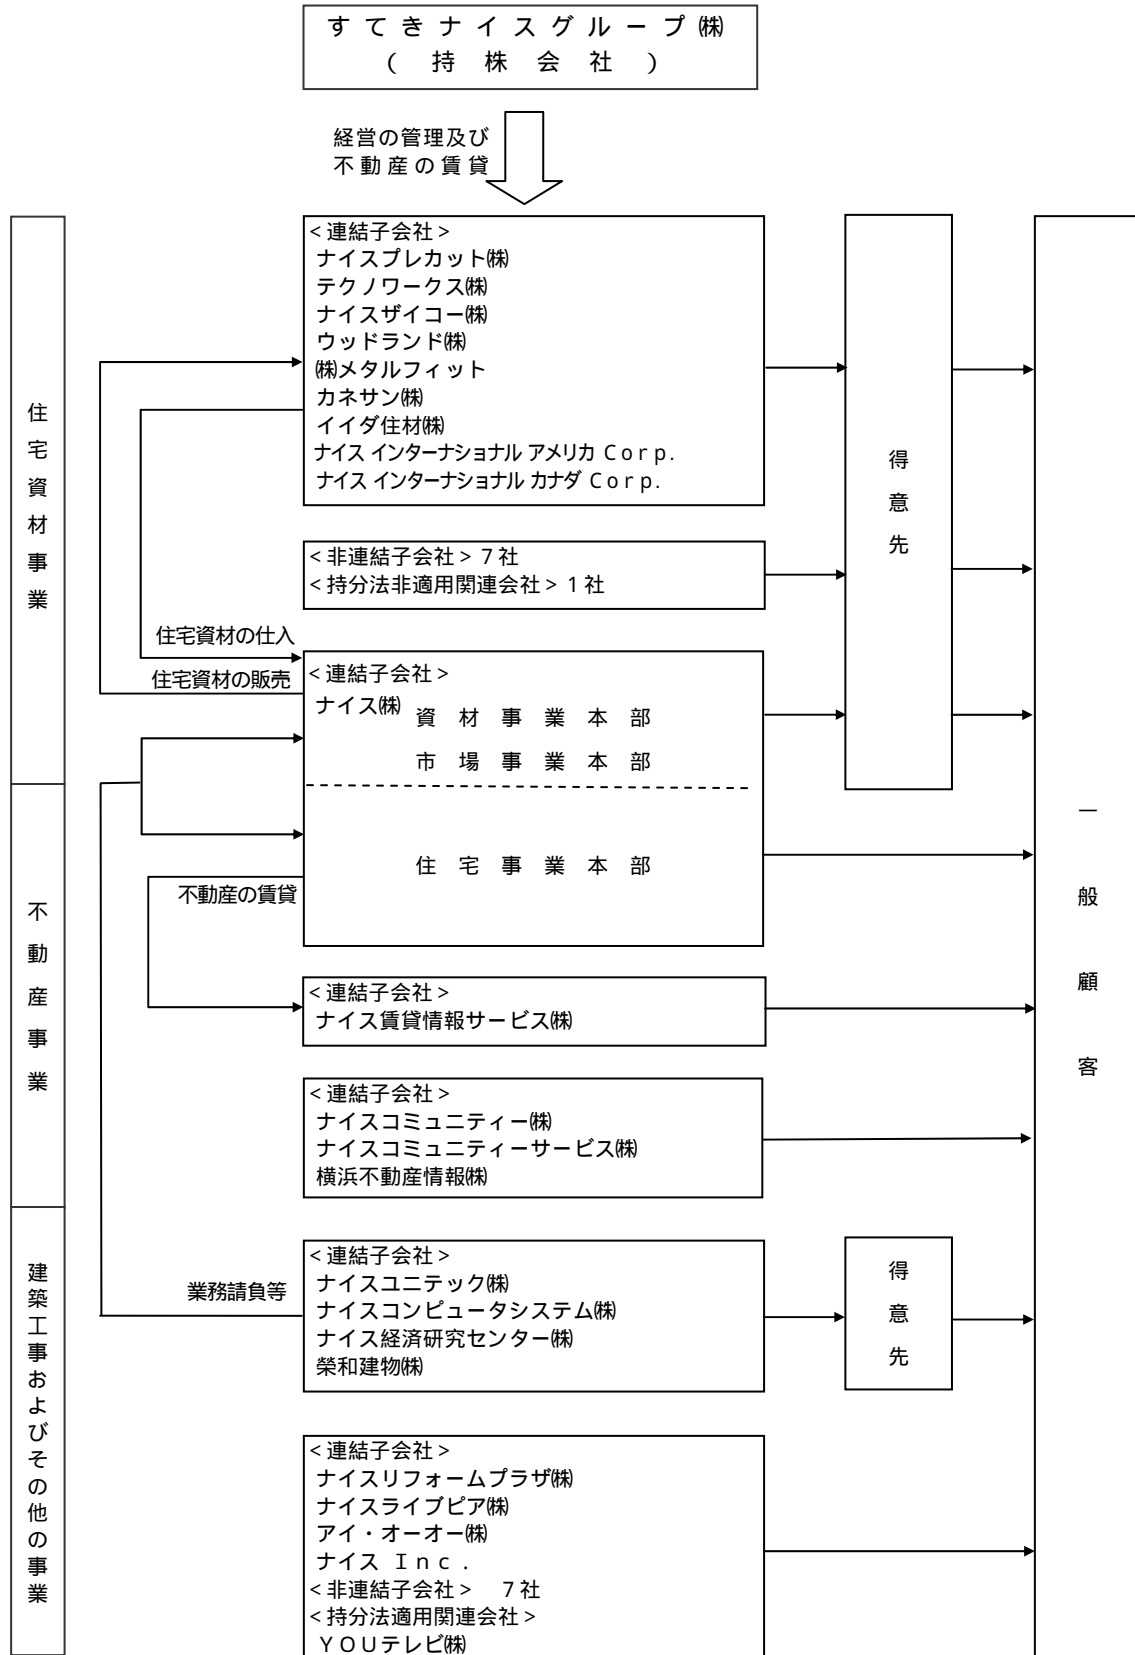 すてきナイスグループ㈱
(持株会社)
経営の管理及び
不動産の賃貸
住宅資材事業
<連結子会社>
ナイスプレカット㈱
テクノワークス㈱
ナイスザイコー㈱
ウッドランド㈱
㈱メタルフィット
カネサン㈱
イイダ住材㈱
ナイス インターナショナル アメリカ Corp.
ナイス インターナショナル カナダ Corp.
得意先
<非連結子会社>7社
<持分法非適用関連会社>1社
住宅資材の仕入
住宅資材の販売
<連結子会社>
ナイス㈱
資材事業本部
市場事業本部
住宅事業本部
一般顧客
不動産事業
不動産の賃貸
<連結子会社>
ナイス賃貸情報サービス㈱
<連結子会社>
ナイスコミュニティー㈱
ナイスコミュニティーサービス㈱
横浜不動産情報㈱
建築工事およびその他の事業
業務請負等
<連結子会社>
ナイスユニテック㈱
ナイスコンピュータシステム㈱
ナイス経済研究センター㈱
榮和建物㈱
得意先
<連結子会社>
ナイスリフォームプラザ㈱
ナイスライブピア㈱
アイ・オーオー㈱
ナイス Inc.
<非連結子会社> 7社
<持分法適用関連会社>
YOUテレビ㈱